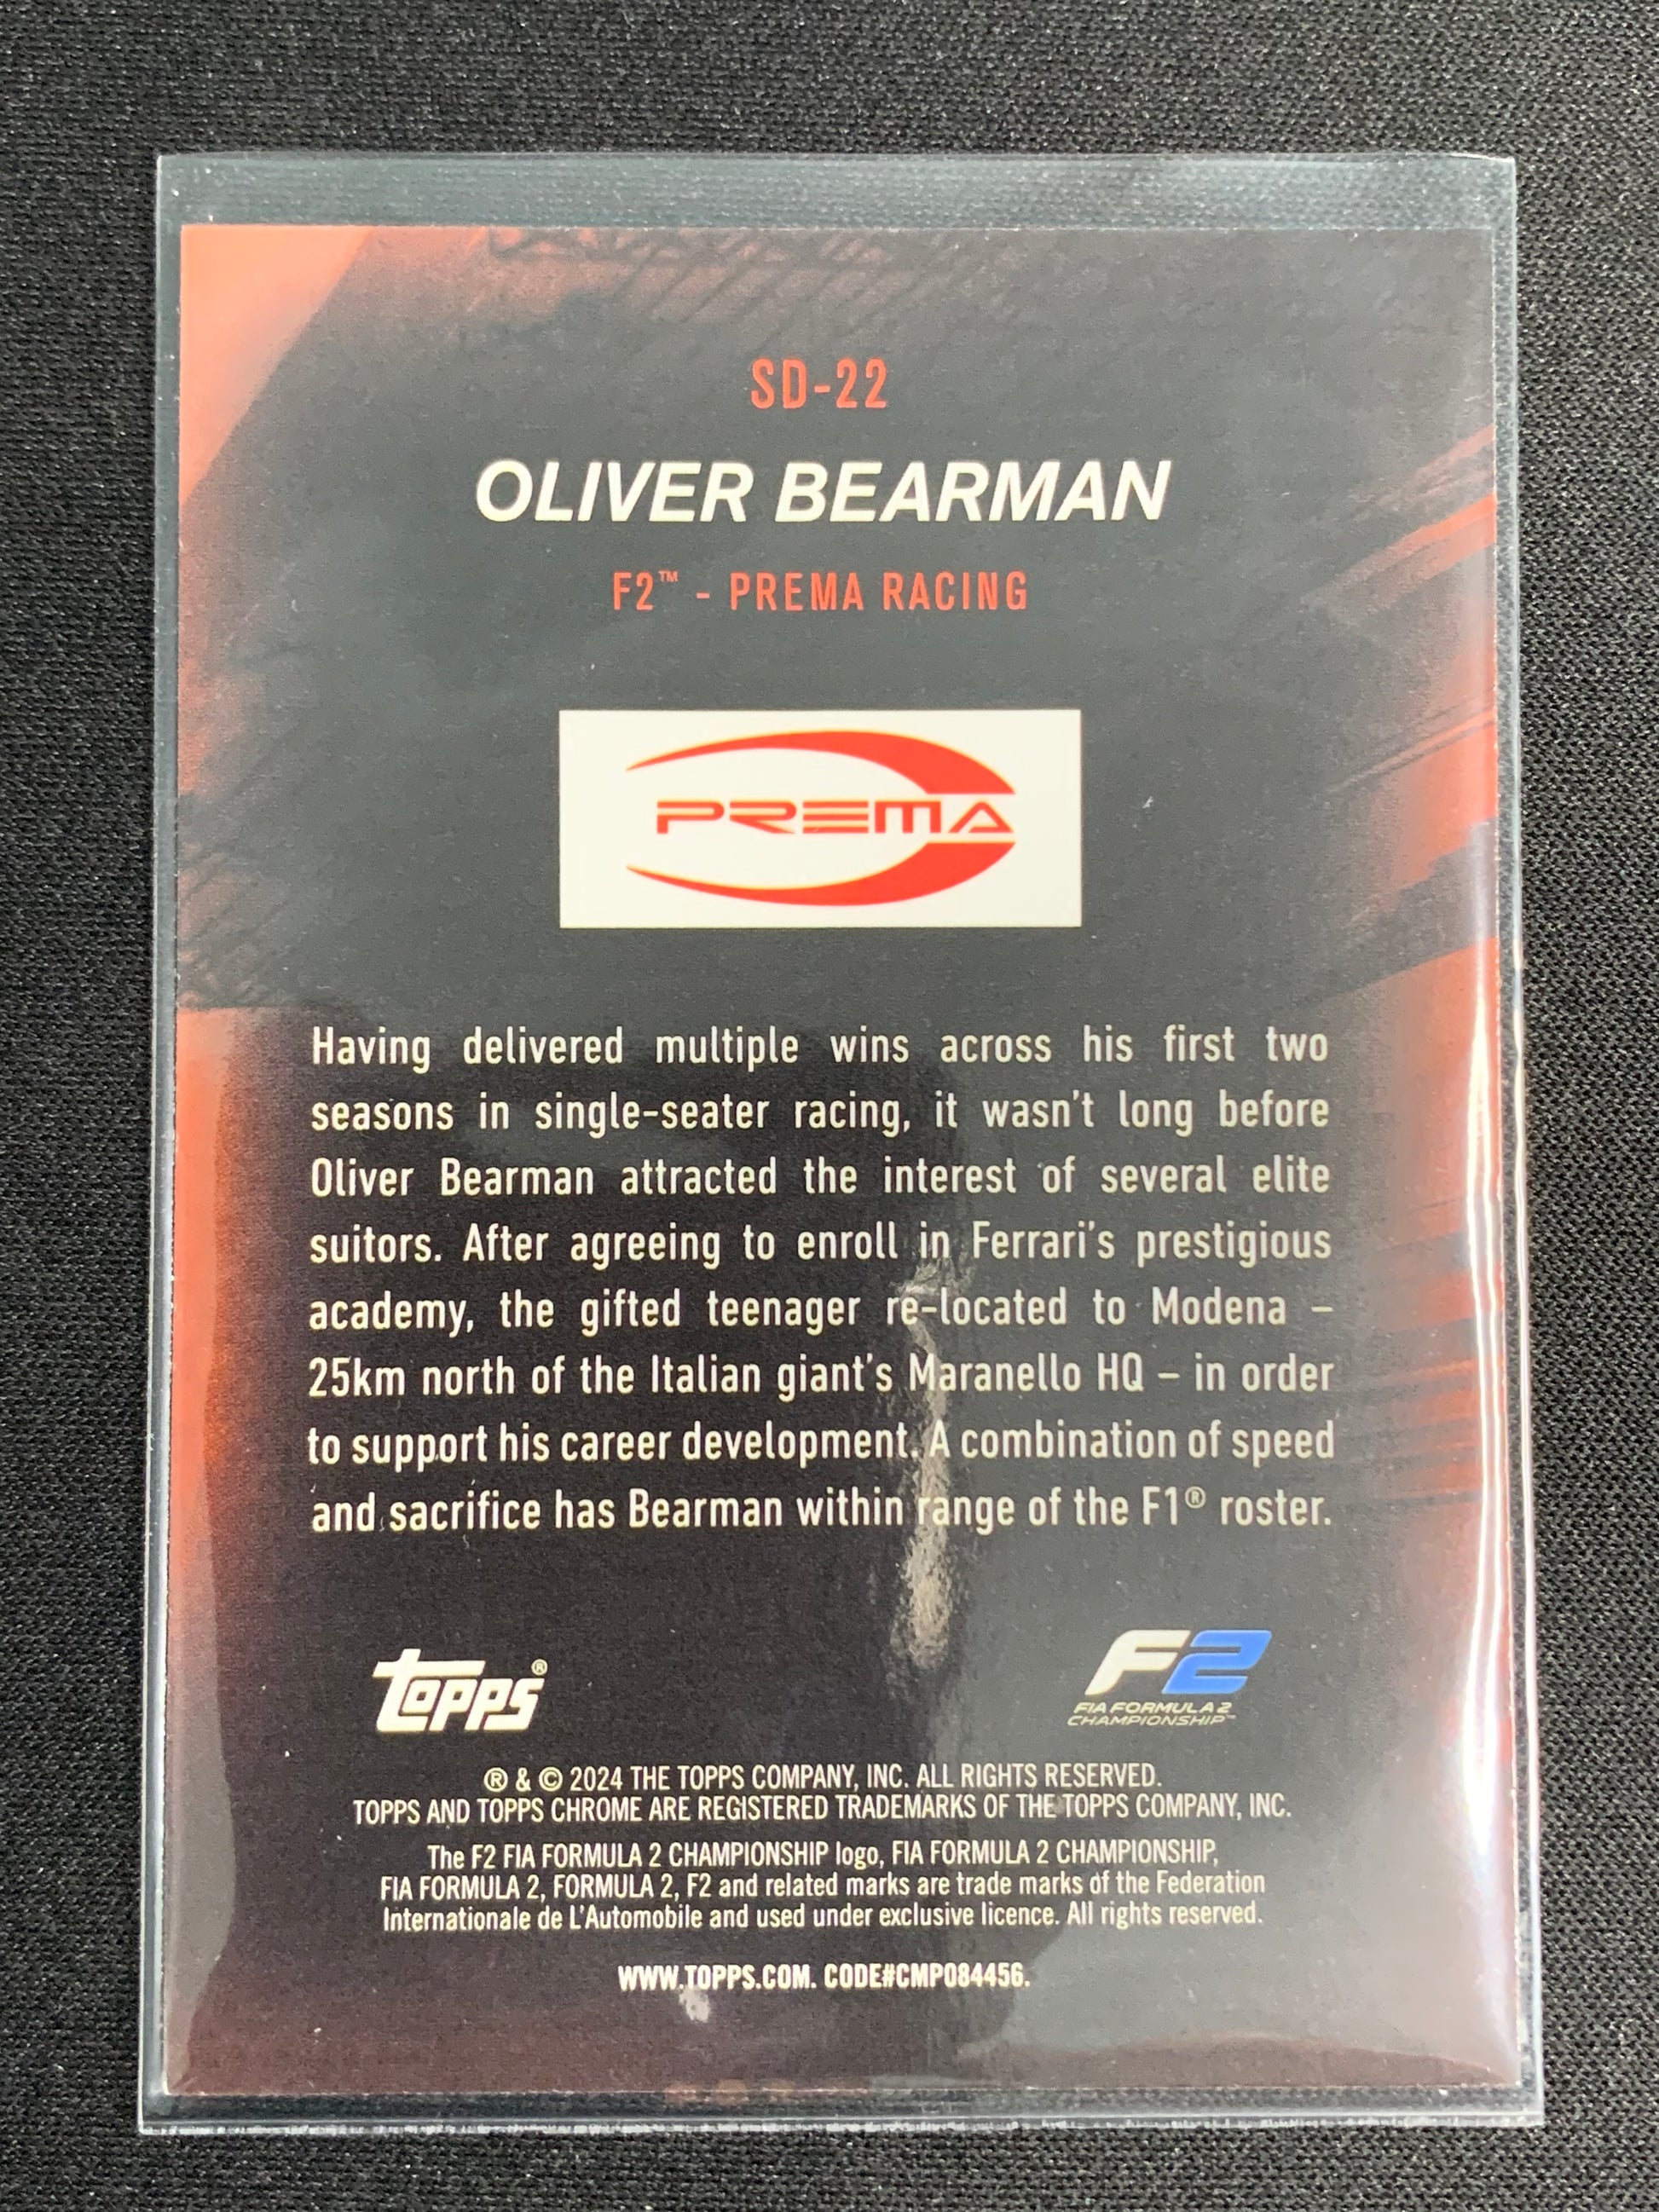 SD-22
OLIVER BEARMAN
F2™ - PREMA RACING
PREMA
Having delivered multiple wins across his first two
seasons in single-seater racing, it wasn't long before
Oliver Bearman attracted the interest of several elite
suitors. After agreeing to enroll in Ferrari's prestigious
academy, the gifted teenager re-located to Modena –
25km north of the Italian giant's Maranello HQ – in order
to support his career development. A combination of speed
and sacrifice has Bearman within range of the F1® roster.
topps®
F2
FIA FORMULA 2
CHAMPIONSHIP™
® & © 2024 THE TOPPS COMPANY, INC. ALL RIGHTS RESERVED.
TOPPS AND TOPPS CHROME ARE REGISTERED TRADEMARKS OF THE TOPPS COMPANY, INC.
The F2 FIA FORMULA 2 CHAMPIONSHIP logo, FIA FORMULA 2 CHAMPIONSHIP,
FIA FORMULA 2, FORMULA 2, F2 and related marks are trade marks of the Federation
Internationale de L'Automobile and used under exclusive licence. All rights reserved.
WWW.TOPPS.COM. CODE#CMP084456.